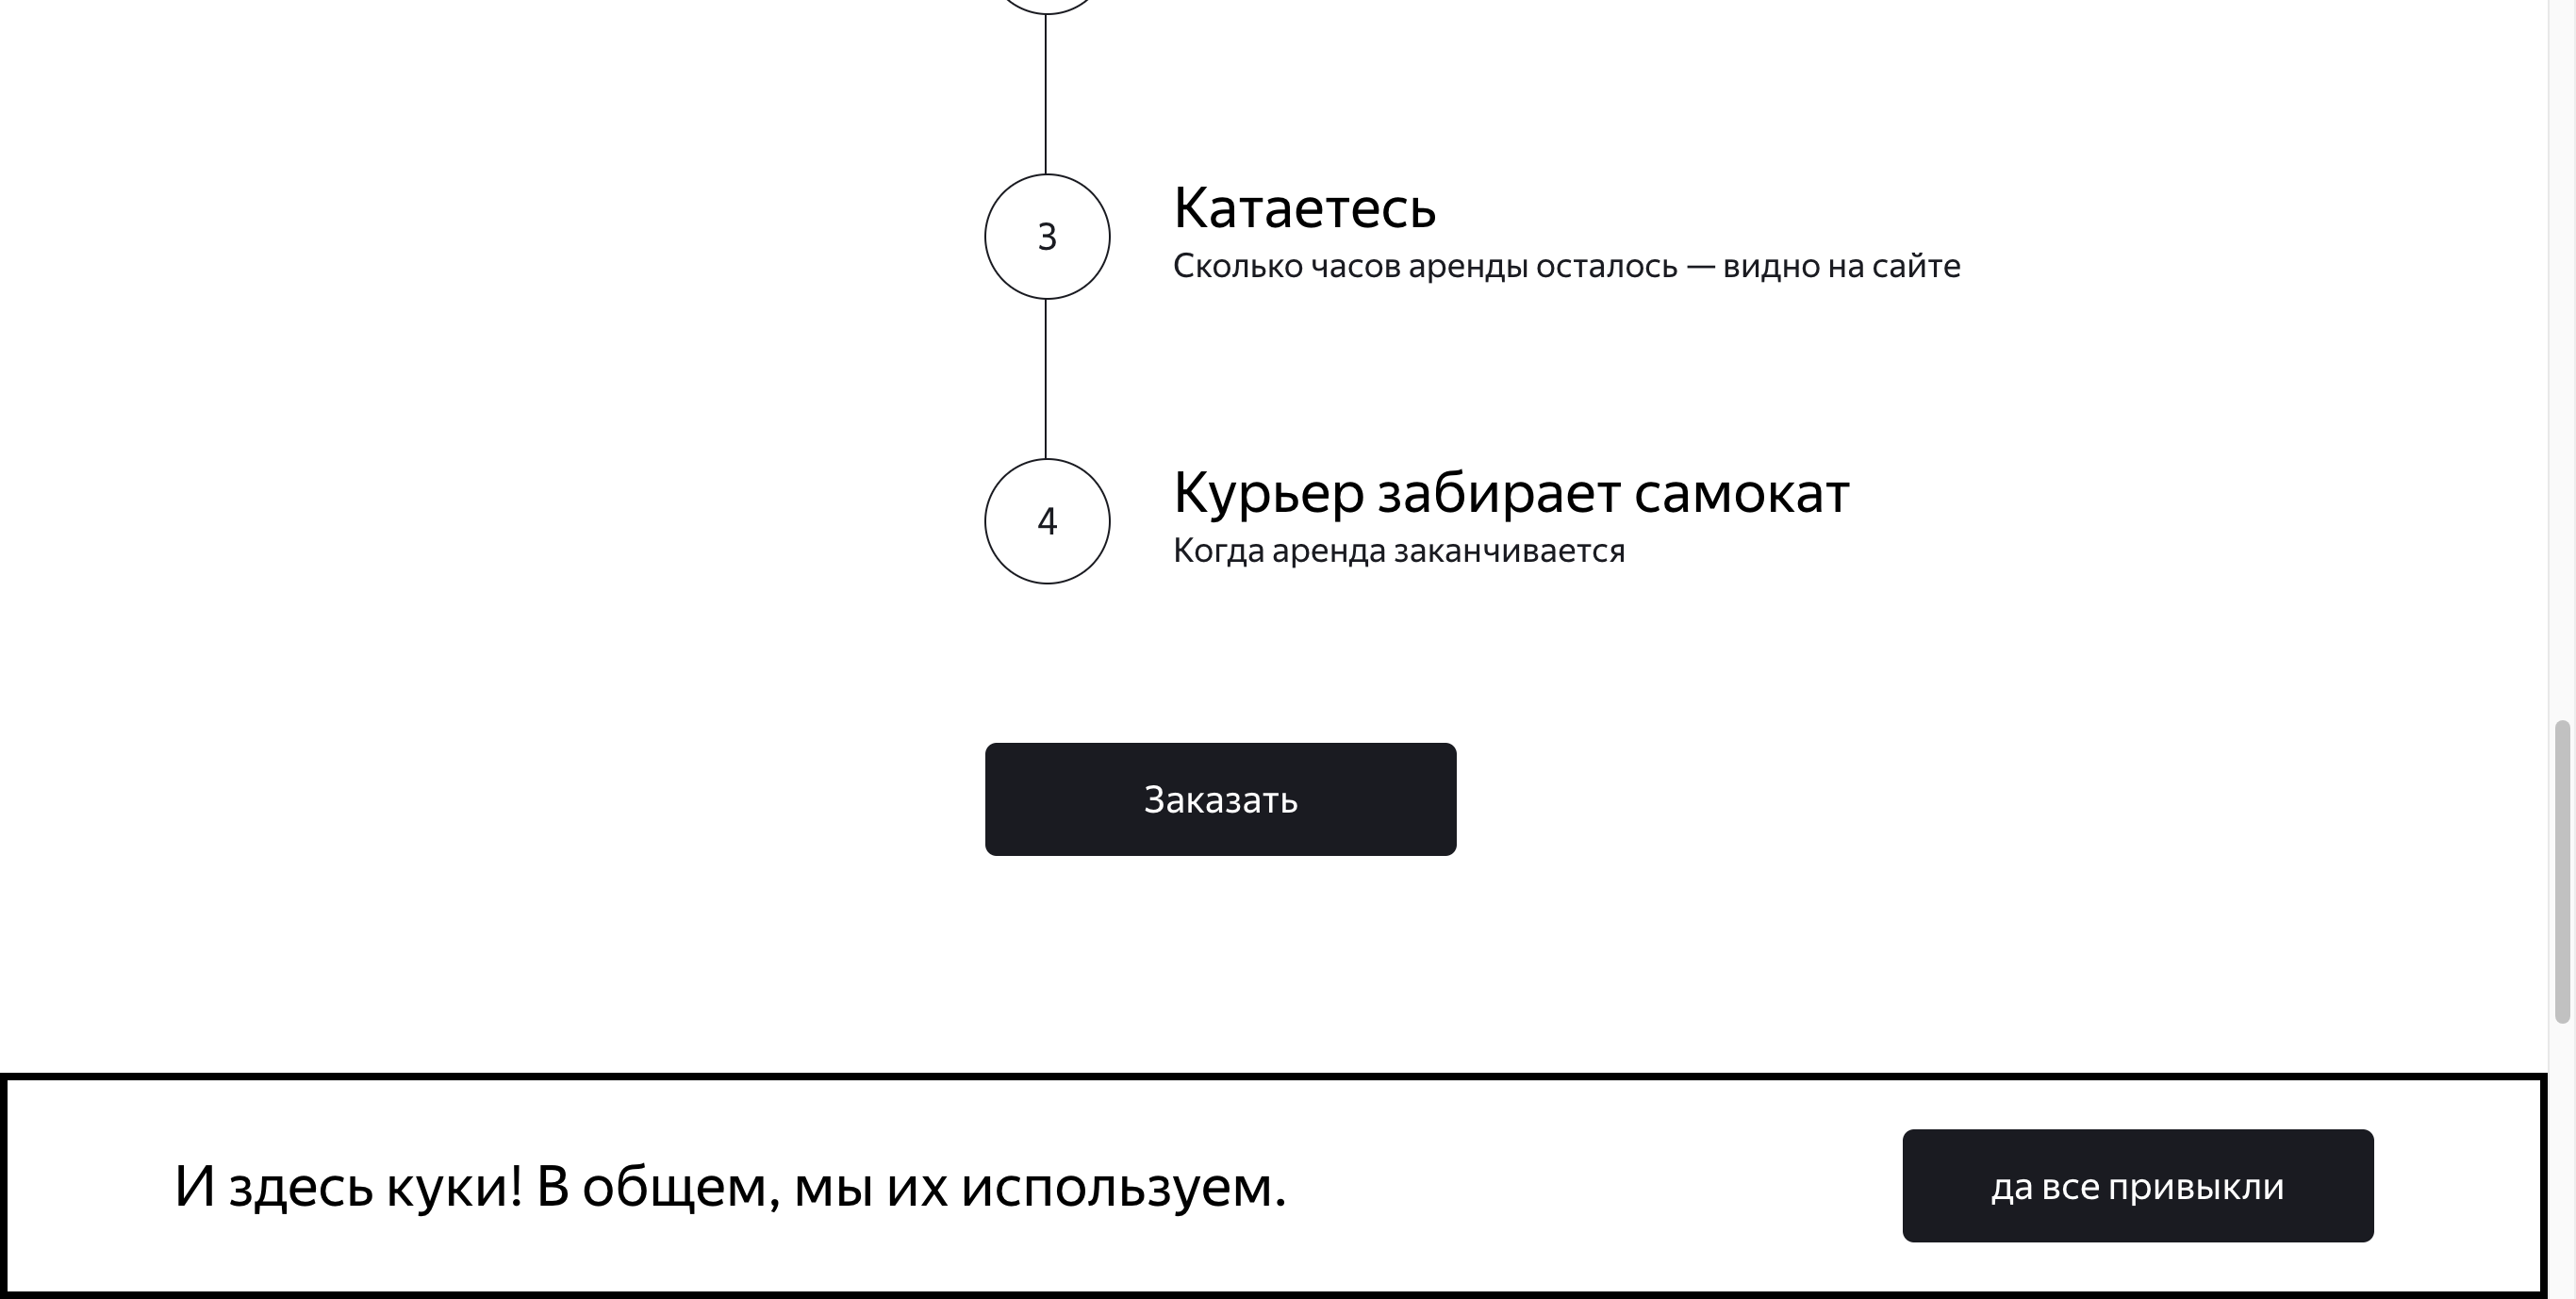 3
Катаетесь
Сколько часов аренды осталось — видно на сайте
4
Курьер забирает самокат
Когда аренда заканчивается
Заказать
И здесь куки! В общем, мы их используем.
да все привыкли